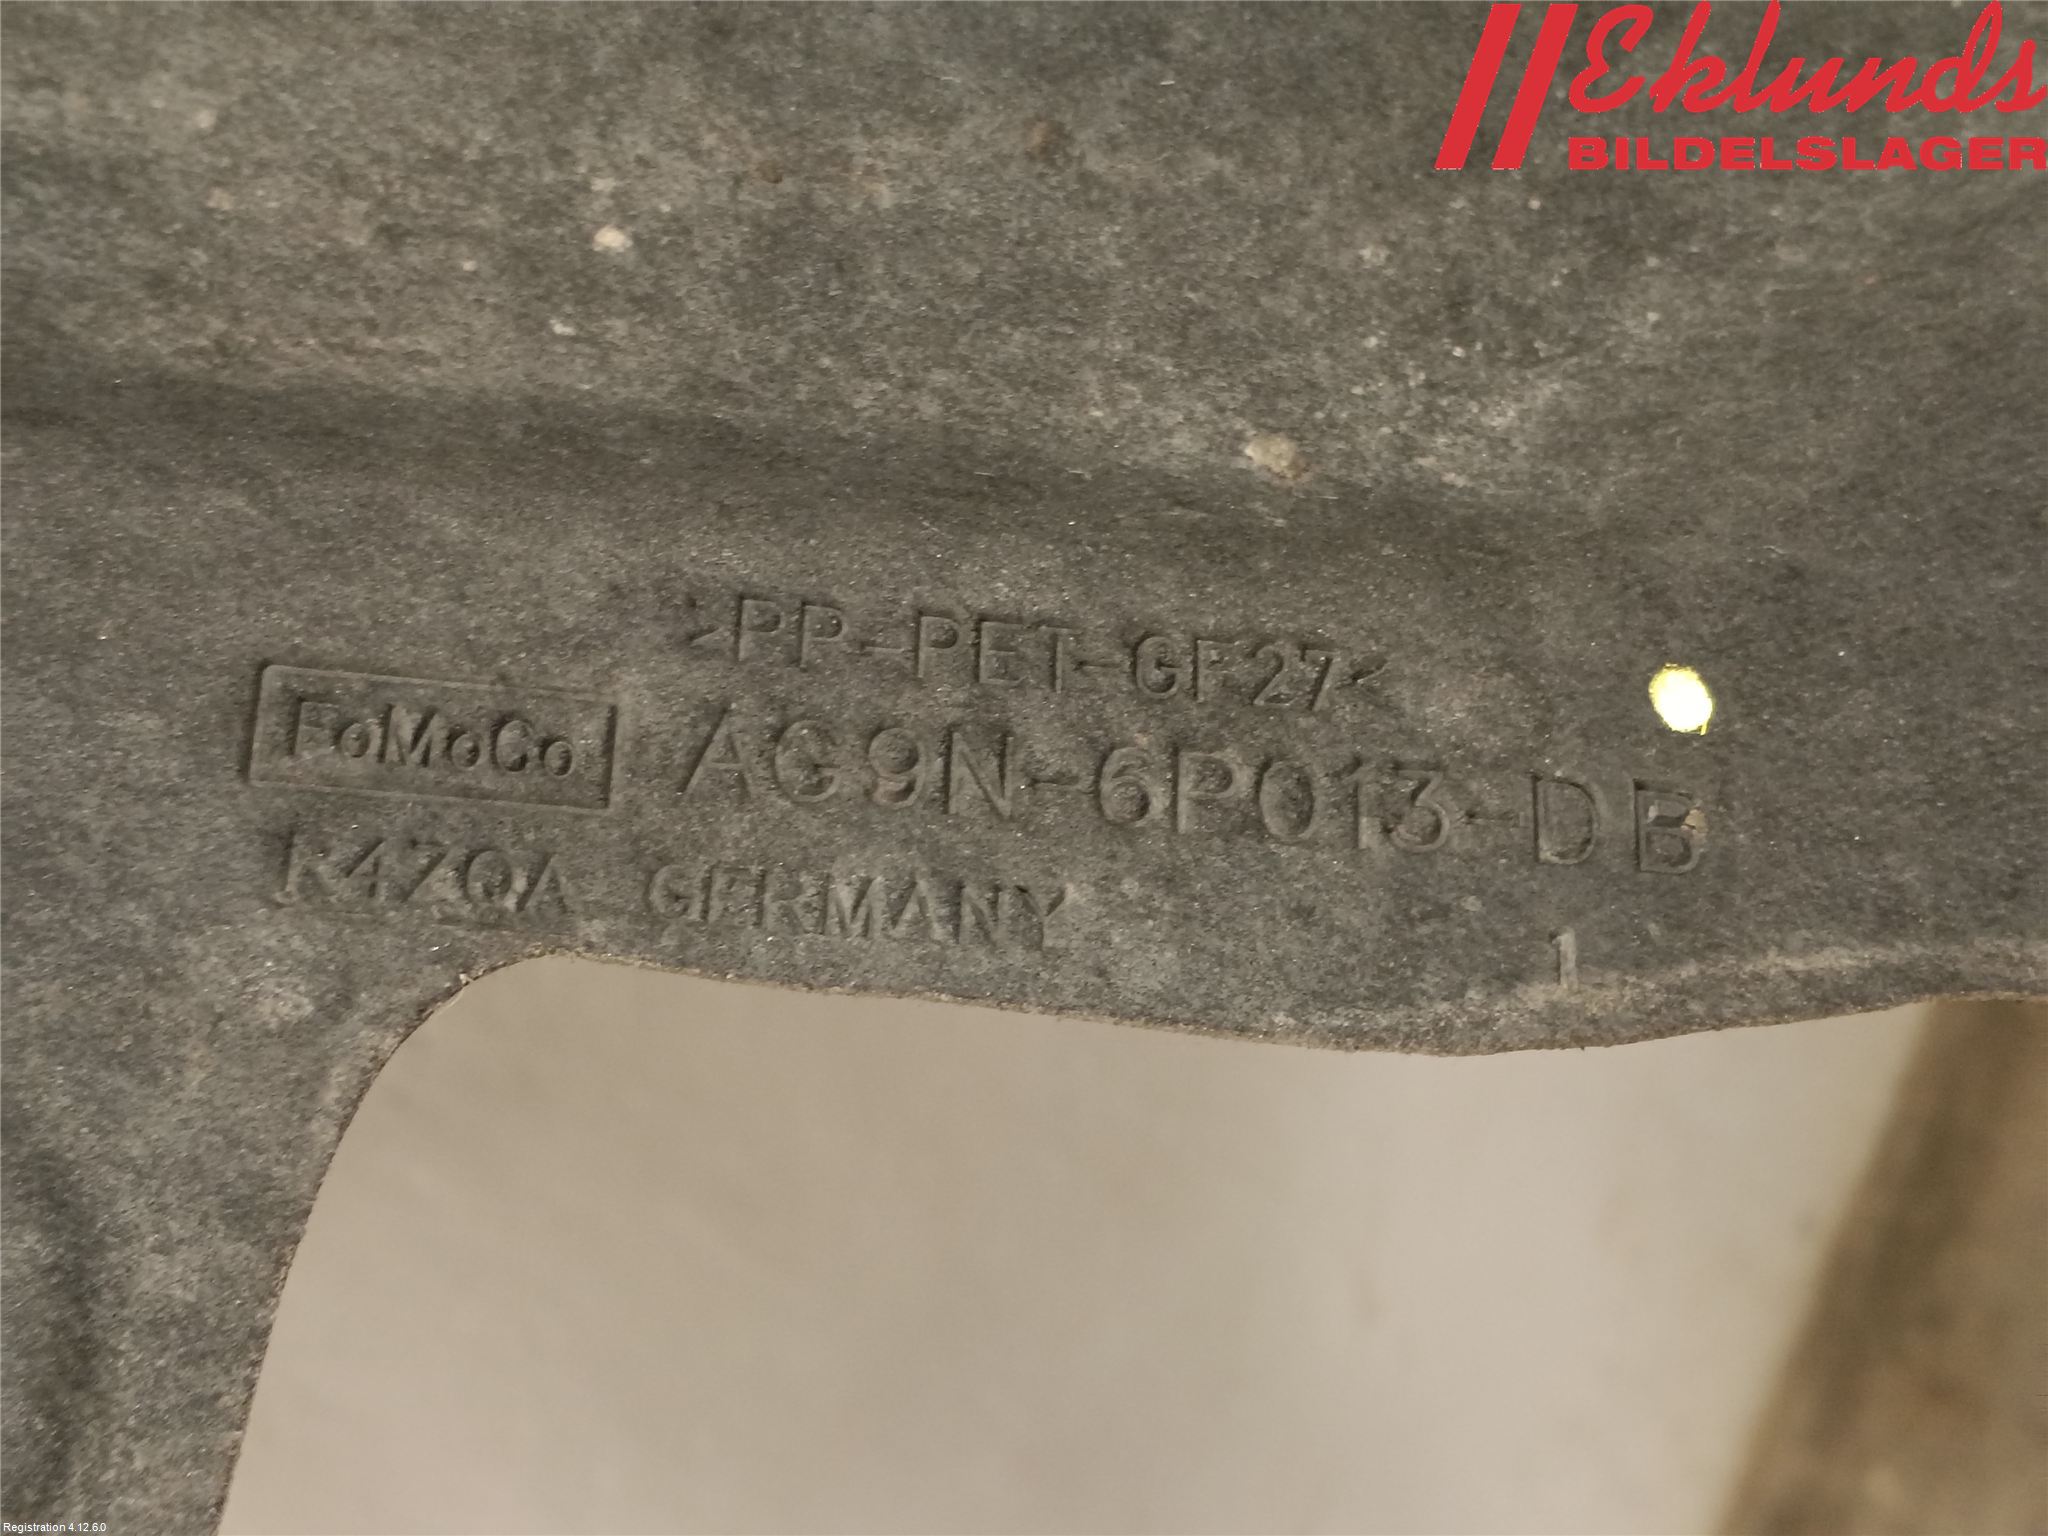 Eklunds
BILDELSLAGER
>PP-PET-GF27<
FoMoCo AG9N-6P013-DB
K47QA GERMANY
1
Registration 4.12.6.0